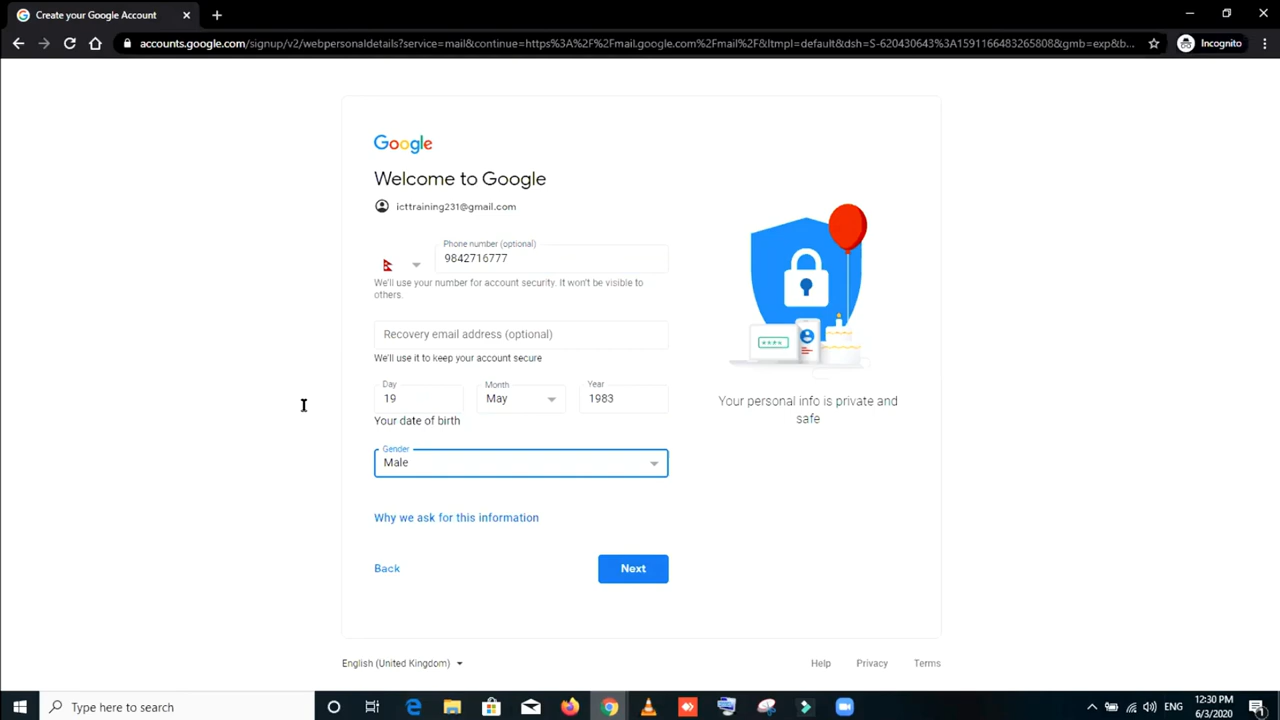 Create your Google Account
accounts.google.com/signup/v2/webpersonaldetails?service=mail&continue=https%3A%2F%2Fmail.google.com%2Fmail%2F&ltmpl=default&dsh=S-620430643%3A1591166483265808&gmb=exp&b...
Incognito
Google
Welcome to Google
icttraining231@gmail.com
Phone number (optional)
9842716777
We'll use your number for account security. It won't be visible to
others.
Recovery email address (optional)
We'll use it to keep your account secure
Day
Month
Year
19
May
1983
Your date of birth
Gender
Male
Why we ask for this information
Back
Next
Your personal info is private and
safe
English (United Kingdom)
Help
Privacy
Terms
Type here to search
ENG
12:30 PM
6/3/2020